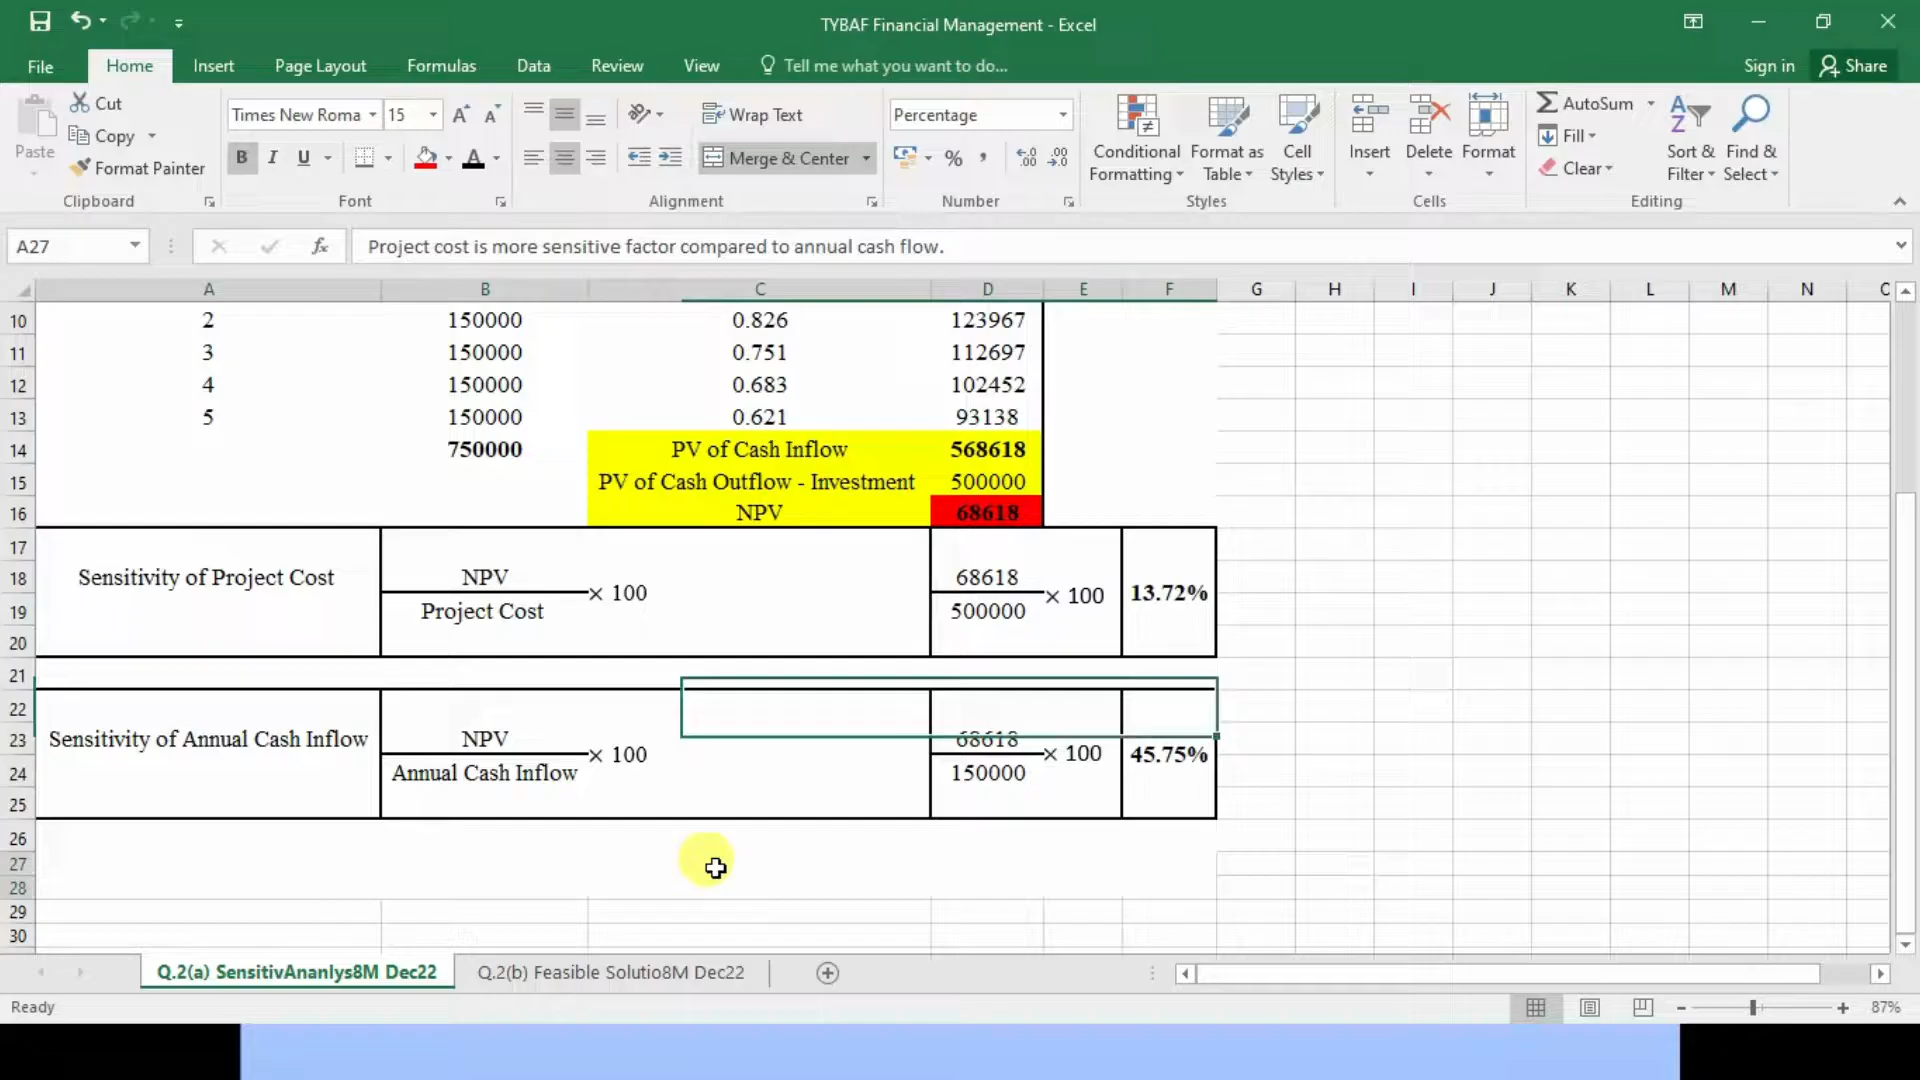 TYBAF Financial Management - Excel
File Home Insert Page Layout Formulas Data Review View Tell me what you want to do... Sign in Share
Paste Cut Copy Format Painter
Times New Roma 15
B I U A
Wrap Text
Merge & Center
Percentage
% ,
Conditional Formatting Format as Table Cell Styles
Insert Delete Format
AutoSum Fill Clear
Sort & Filter Find & Select
Clipboard Font Alignment Number Styles Cells Editing
A27 fx Project cost is more sensitive factor compared to annual cash flow.
A B C D E F G H I J K L M N
10 2 150000 0.826 123967
11 3 150000 0.751 112697
12 4 150000 0.683 102452
13 5 150000 0.621 93138
14 750000 PV of Cash Inflow 568618
15 PV of Cash Outflow - Investment 500000
16 NPV 68618
17
18 Sensitivity of Project Cost NPV 68618
× 100 × 100 13.72%
19 Project Cost 500000
20
21
22
23 Sensitivity of Annual Cash Inflow NPV 68618
× 100 × 100 45.75%
24 Annual Cash Inflow 150000
25
26
27
28
29
30
Q.2(a) SensitivAnanlys8M Dec22 Q.2(b) Feasible Solutio8M Dec22
Ready 87%